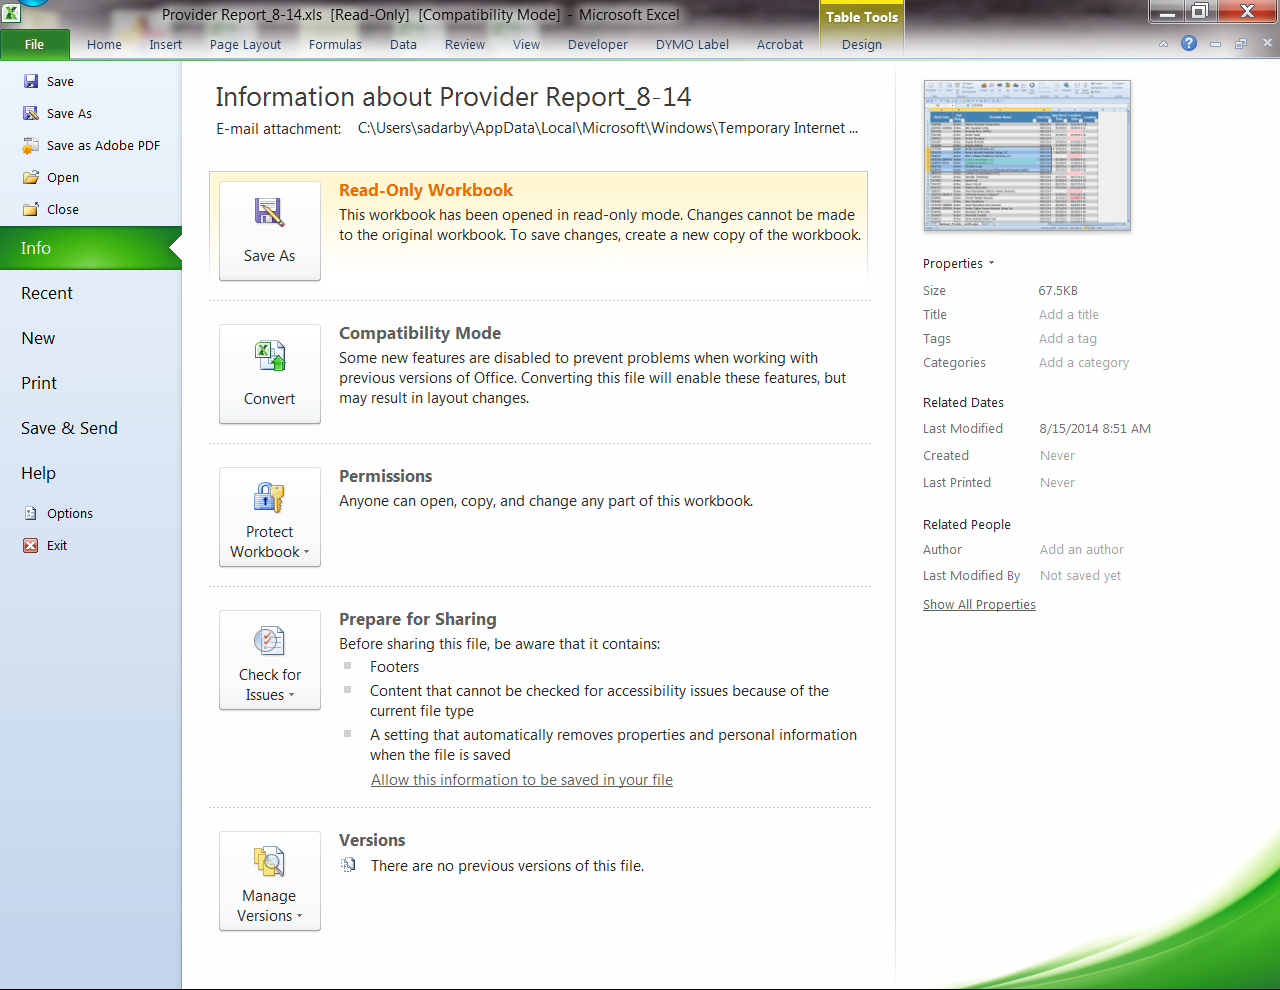 Provider Report_8-14.xls  [Read-Only]  [Compatibility Mode]  -  Microsoft Excel
Table Tools
File
Home
Insert
Page Layout
Formulas
Data
Review
View
Developer
DYMO Label
Acrobat
Design
Save
Save As
Save as Adobe PDF
Open
Close
Info
Recent
New
Print
Save & Send
Help
Options
Exit
Information about Provider Report_8-14
E-mail attachment: C:\Users\sadarby\AppData\Local\Microsoft\Windows\Temporary Internet ...
Save As
Read-Only Workbook
This workbook has been opened in read-only mode. Changes cannot be made
to the original workbook. To save changes, create a new copy of the workbook.
Convert
Compatibility Mode
Some new features are disabled to prevent problems when working with
previous versions of Office. Converting this file will enable these features, but
may result in layout changes.
Protect
Workbook
Permissions
Anyone can open, copy, and change any part of this workbook.
Check for
Issues
Prepare for Sharing
Before sharing this file, be aware that it contains:
Footers
Content that cannot be checked for accessibility issues because of the
current file type
A setting that automatically removes properties and personal information
when the file is saved
Allow this information to be saved in your file
Manage
Versions
Versions
There are no previous versions of this file.
Properties
Size 67.5KB
Title Add a title
Tags Add a tag
Categories Add a category
Related Dates
Last Modified 8/15/2014 8:51 AM
Created Never
Last Printed Never
Related People
Author Add an author
Last Modified By Not saved yet
Show All Properties